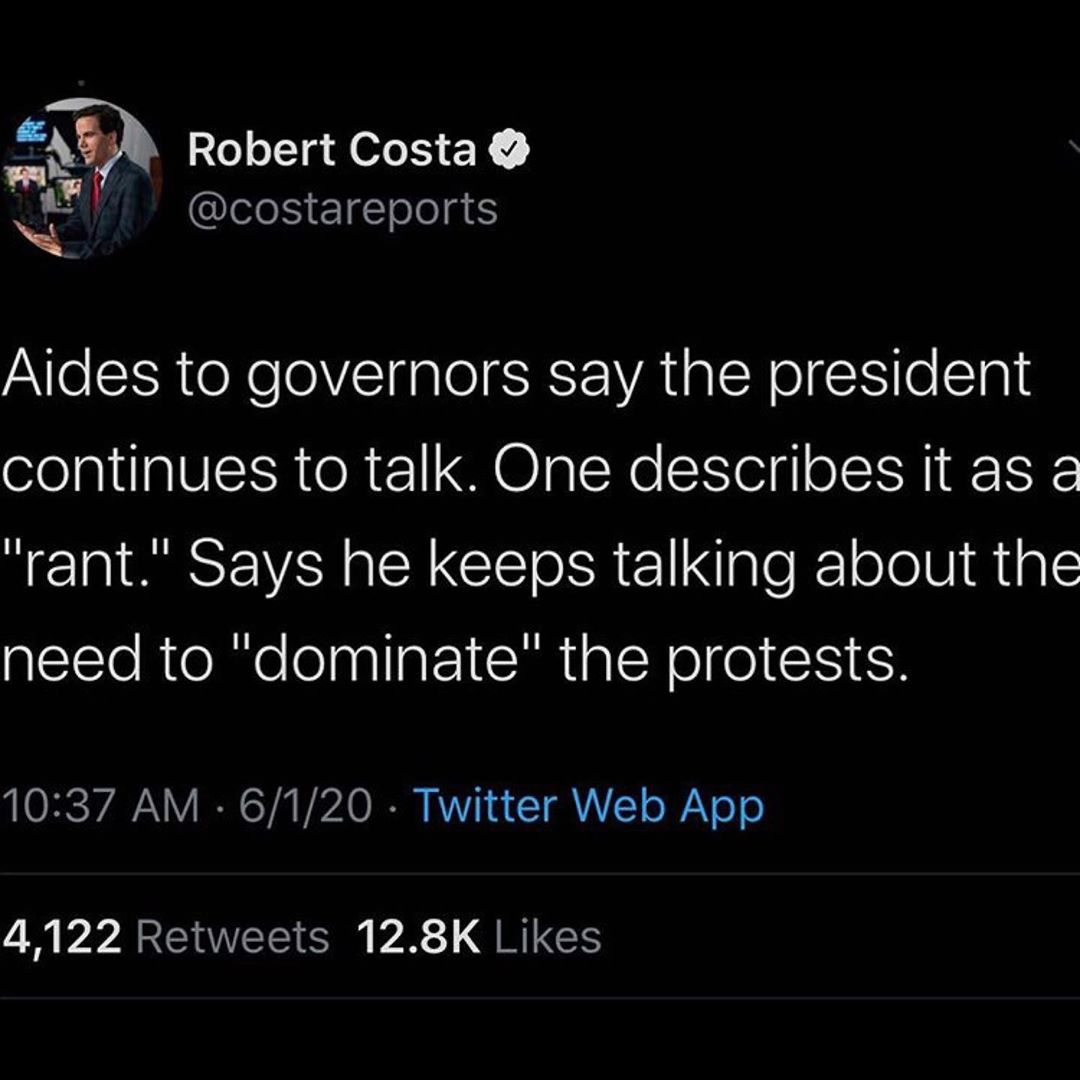 Robert Costa
@costareports
Aides to governors say the president
continues to talk. One describes it as a
"rant." Says he keeps talking about the
need to "dominate" the protests.
10:37 AM · 6/1/20 · Twitter Web App
4,122 Retweets 12.8K Likes